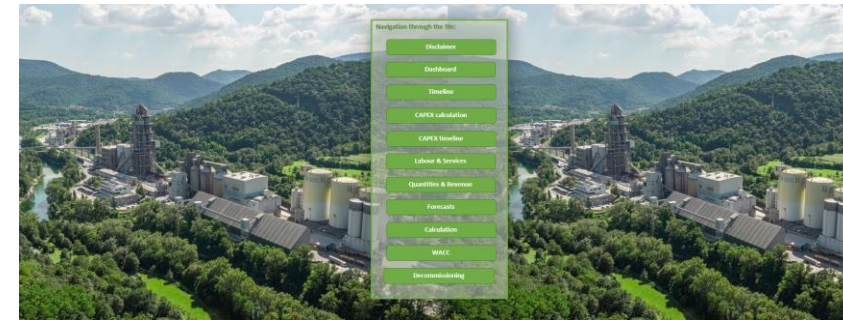 Navigation through the file:
Disclaimer
Dashboard
Timeline
CAPEX calculation
CAPEX timeline
Labour & Services
Quantities & Revenue
Forecasts
Calculation
WACC
Decommissioning